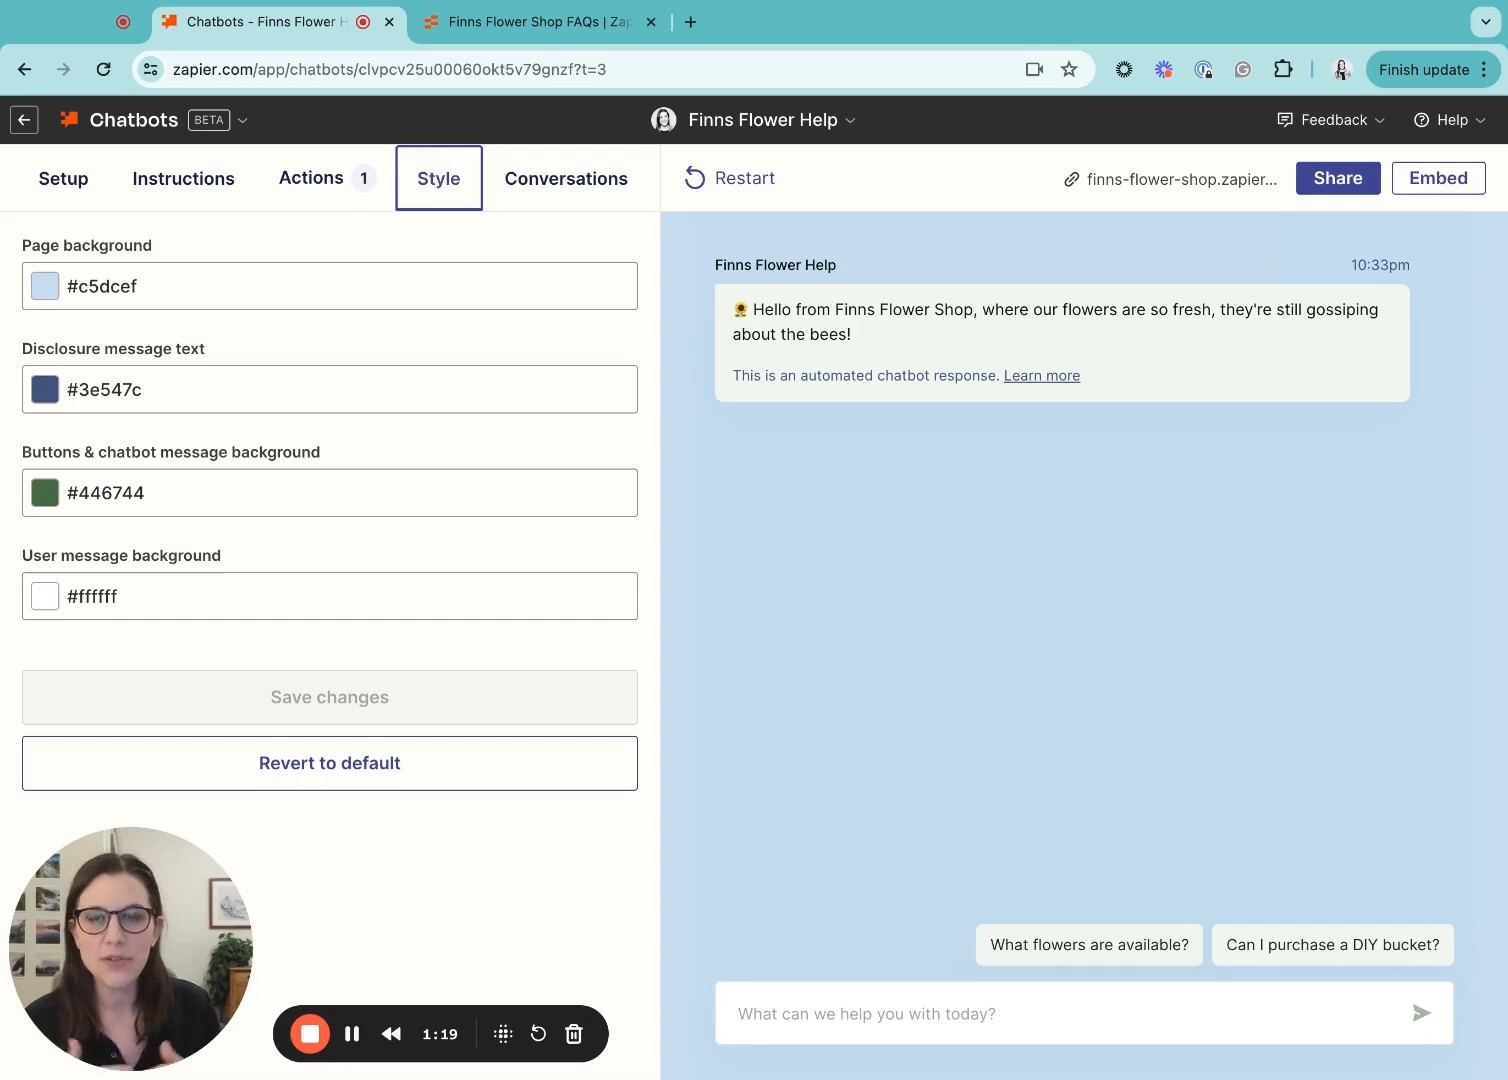 Chatbots - Finns Flower H
Finns Flower Shop FAQs | Zap
zapier.com/app/chatbots/clvpcv25u00060okt5v79gnzf?t=3
Finish update
Chatbots BETA
Finns Flower Help
Feedback
Help
Setup
Instructions
Actions 1
Style
Conversations
Restart
finns-flower-shop.zapier...
Share
Embed
Page background
#c5dcef
Disclosure message text
#3e547c
Buttons & chatbot message background
#446744
User message background
#ffffff
Save changes
Revert to default
1:19
Finns Flower Help
10:33pm
🌻 Hello from Finns Flower Shop, where our flowers are so fresh, they're still gossiping
about the bees!
This is an automated chatbot response. Learn more
What flowers are available?
Can I purchase a DIY bucket?
What can we help you with today?